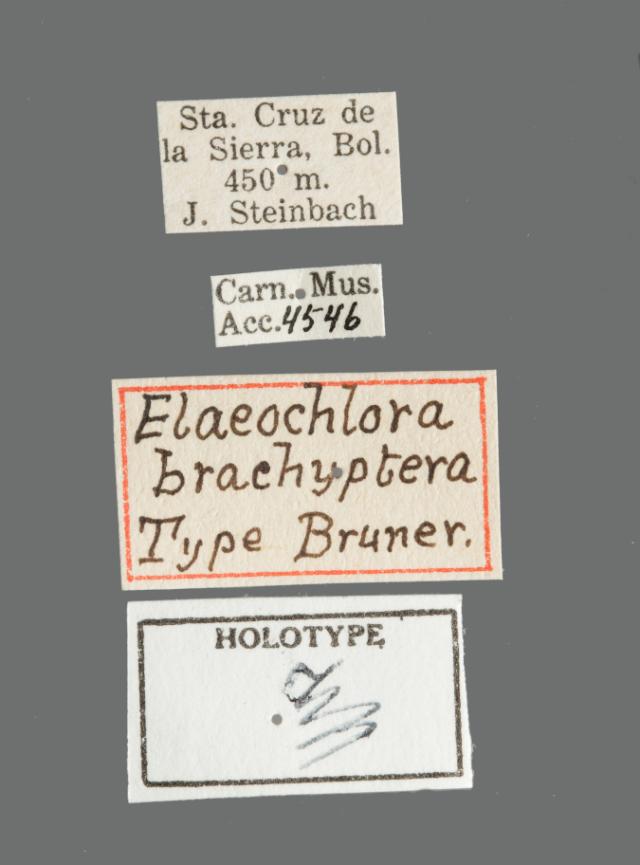 Sta. Cruz de
la Sierra, Bol.
450 m.
J. Steinbach
Carn. Mus.
Acc. 4546
Elaeochlora
brachyptera
Type Bruner.
HOLOTYPE